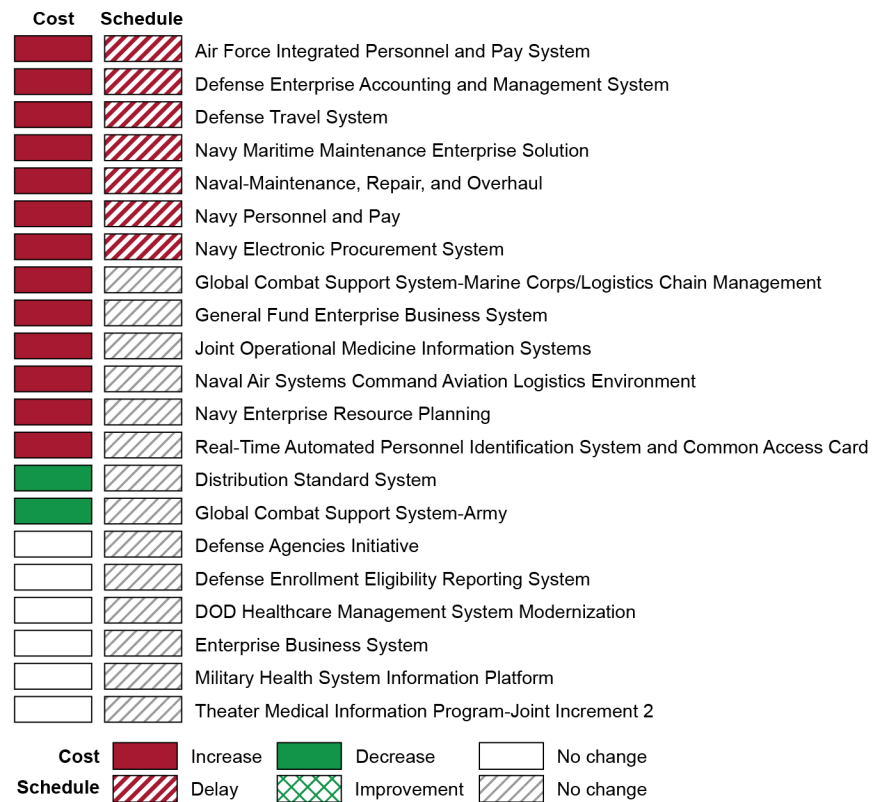 Cost Schedule
Air Force Integrated Personnel and Pay System
Defense Enterprise Accounting and Management System
Defense Travel System
Navy Maritime Maintenance Enterprise Solution
Naval-Maintenance, Repair, and Overhaul
Navy Personnel and Pay
Navy Electronic Procurement System
Global Combat Support System-Marine Corps/Logistics Chain Management
General Fund Enterprise Business System
Joint Operational Medicine Information Systems
Naval Air Systems Command Aviation Logistics Environment
Navy Enterprise Resource Planning
Real-Time Automated Personnel Identification System and Common Access Card
Distribution Standard System
Global Combat Support System-Army
Defense Agencies Initiative
Defense Enrollment Eligibility Reporting System
DOD Healthcare Management System Modernization
Enterprise Business System
Military Health System Information Platform
Theater Medical Information Program-Joint Increment 2
Cost Increase Decrease No change
Schedule Delay Improvement No change